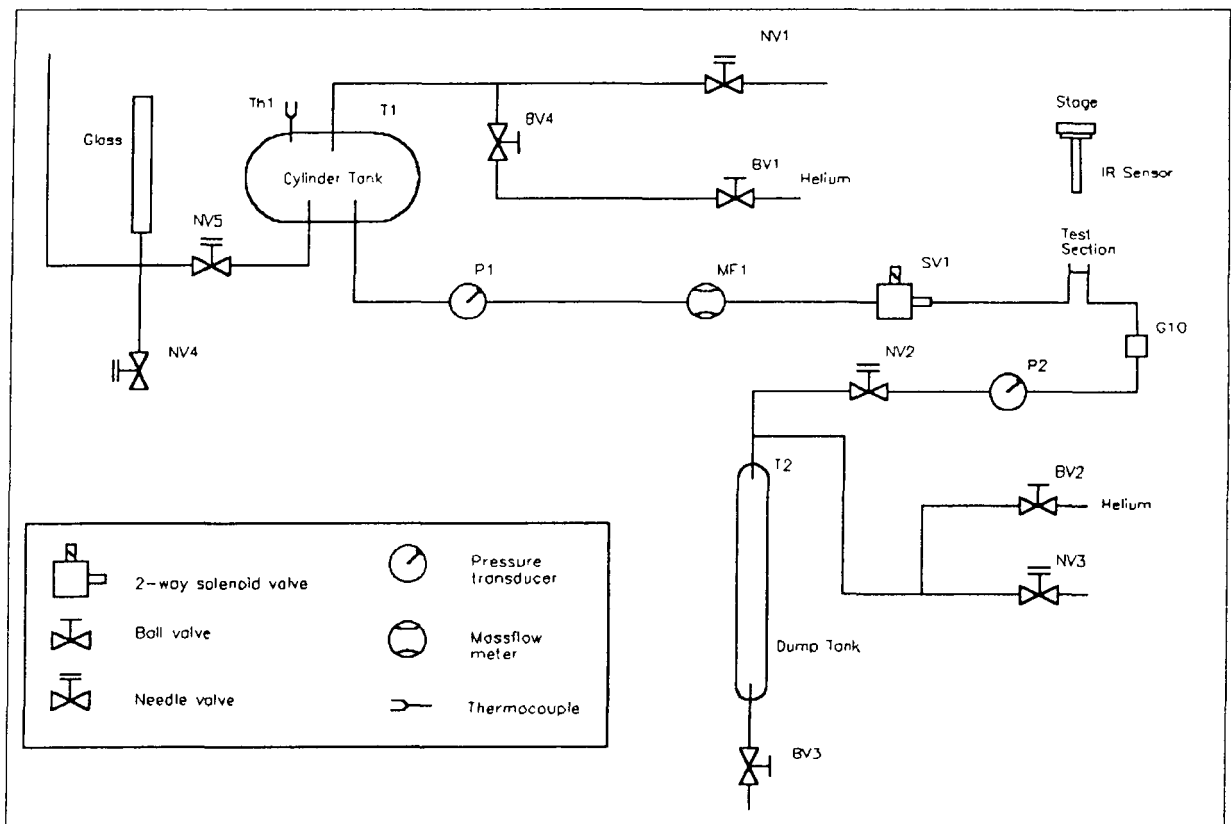 NV1
Stage
Th1
T1
BV4
Glass
BV1
Helium
IR Sensor
Cylinder Tank
NV5
Test
Section
P1
MF1
SV1
G10
NV4
NV2
P2
T2
BV2
Helium
NV3
2-way solenoid valve
Pressure
transducer
Ball valve
Massflow
meter
Dump Tank
Needle valve
Thermocouple
BV3